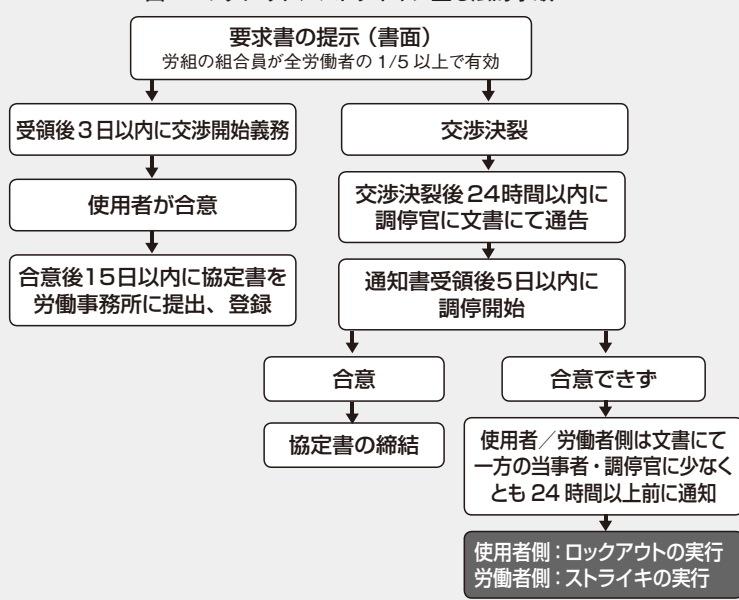 要求書の提示（書面）
労組の組合員が全労働者の 1/5 以上で有効
受領後３日以内に交渉開始義務
交渉決裂
使用者が合意
交渉決裂後 24時間以内に
調停官に文書にて通告
合意後15日以内に協定書を
労働事務所に提出、登録
通知書受領後5日以内に
調停開始
合意
合意できず
協定書の締結
使用者／労働者側は文書にて
一方の当事者・調停官に少なく
とも 24 時間以上前に通知
使用者側：ロックアウトの実行
労働者側：ストライキの実行